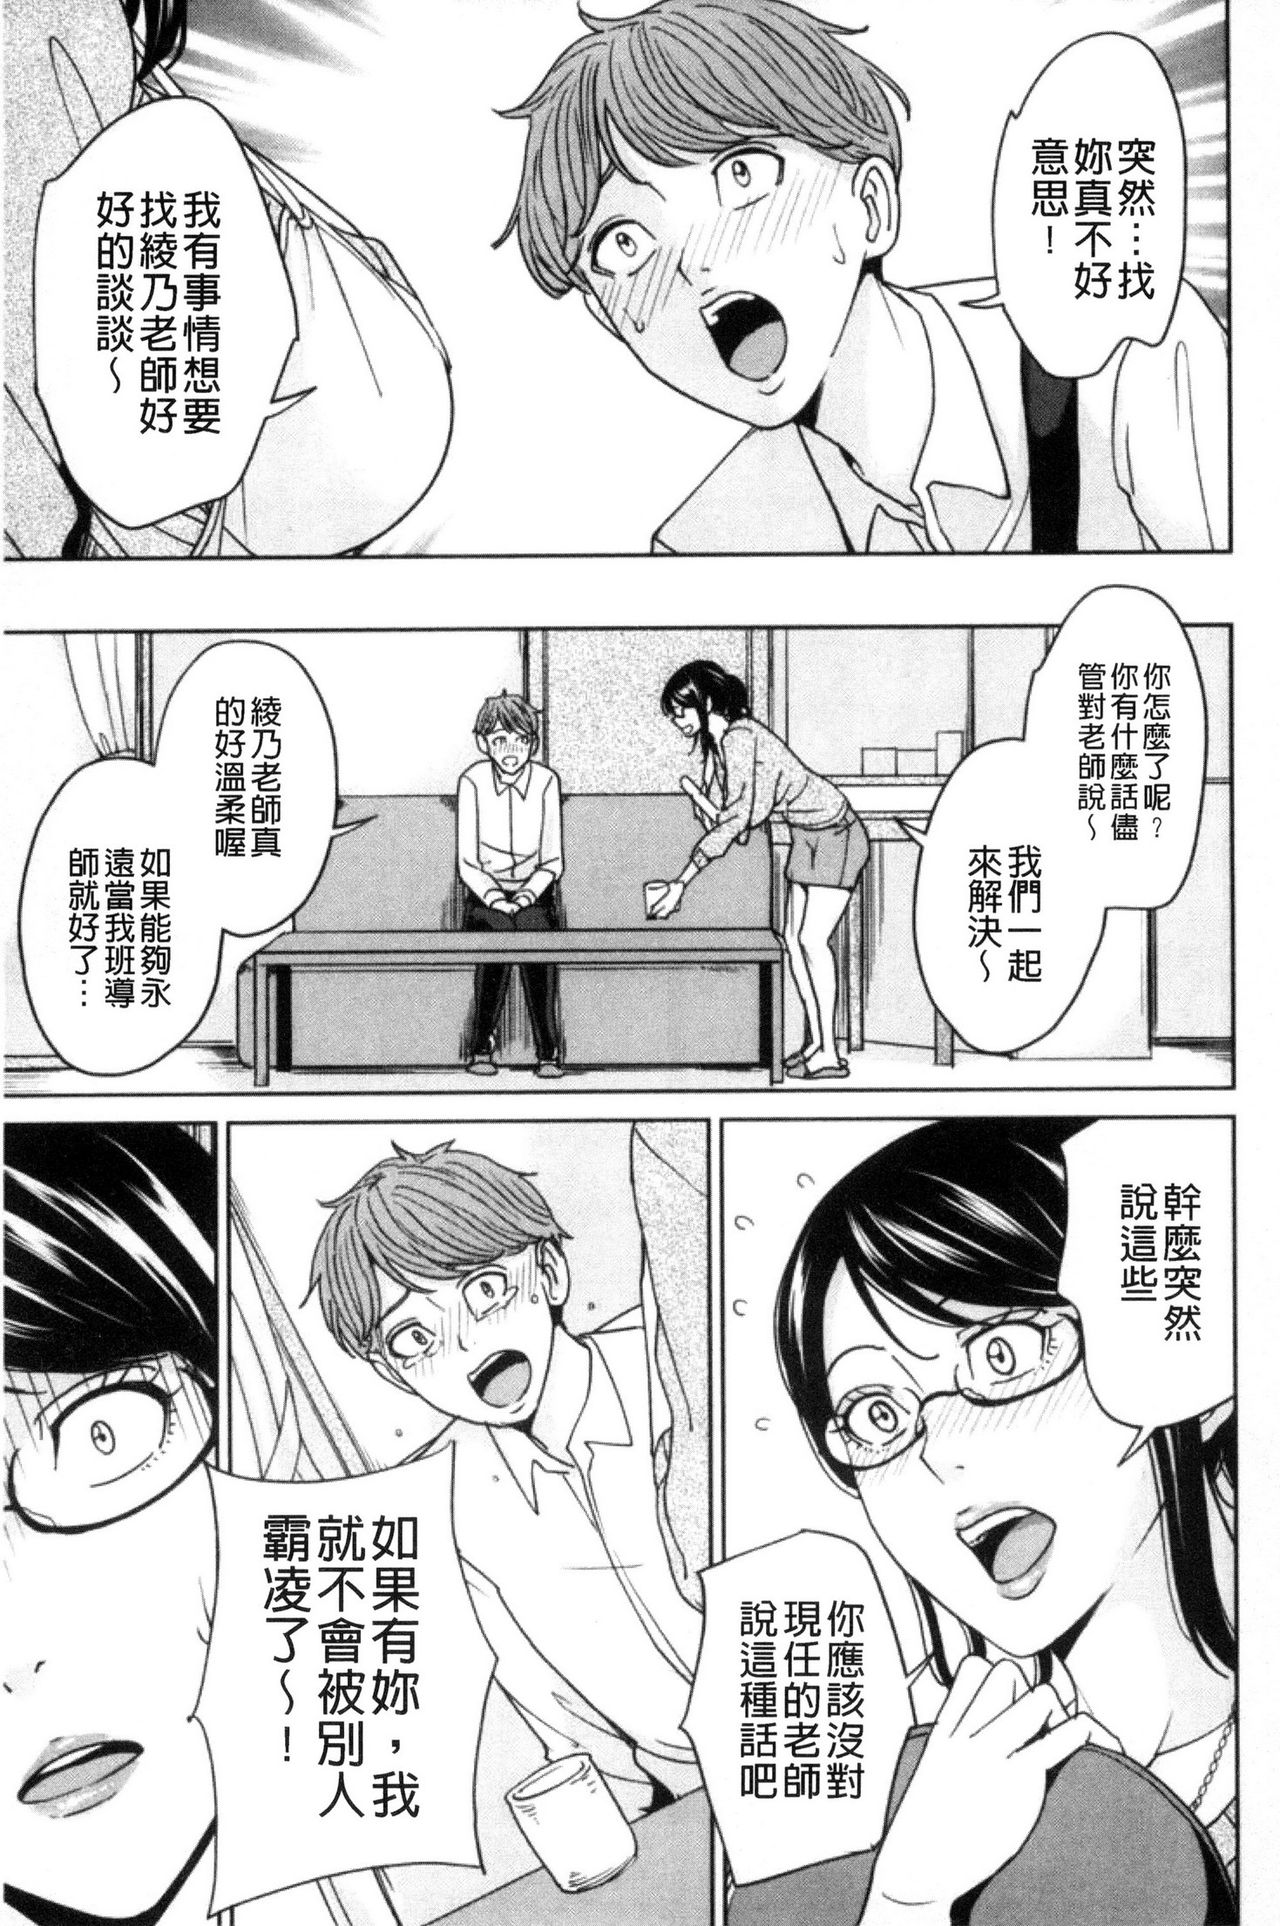 突然…找
妳真不好
意思！
我有事情想要
找綾乃老師好
好的談談～
你怎麼了呢？
你有什麼話儘
管對老師說～
我們一起
來解決～
綾乃老師真
的好溫柔喔
如果能夠永
遠當我班導
師就好了…
幹麼突然
說這些
你應該沒對
現任的老師
說這種話吧
如果有妳，我
就不會被別人
霸凌了～！